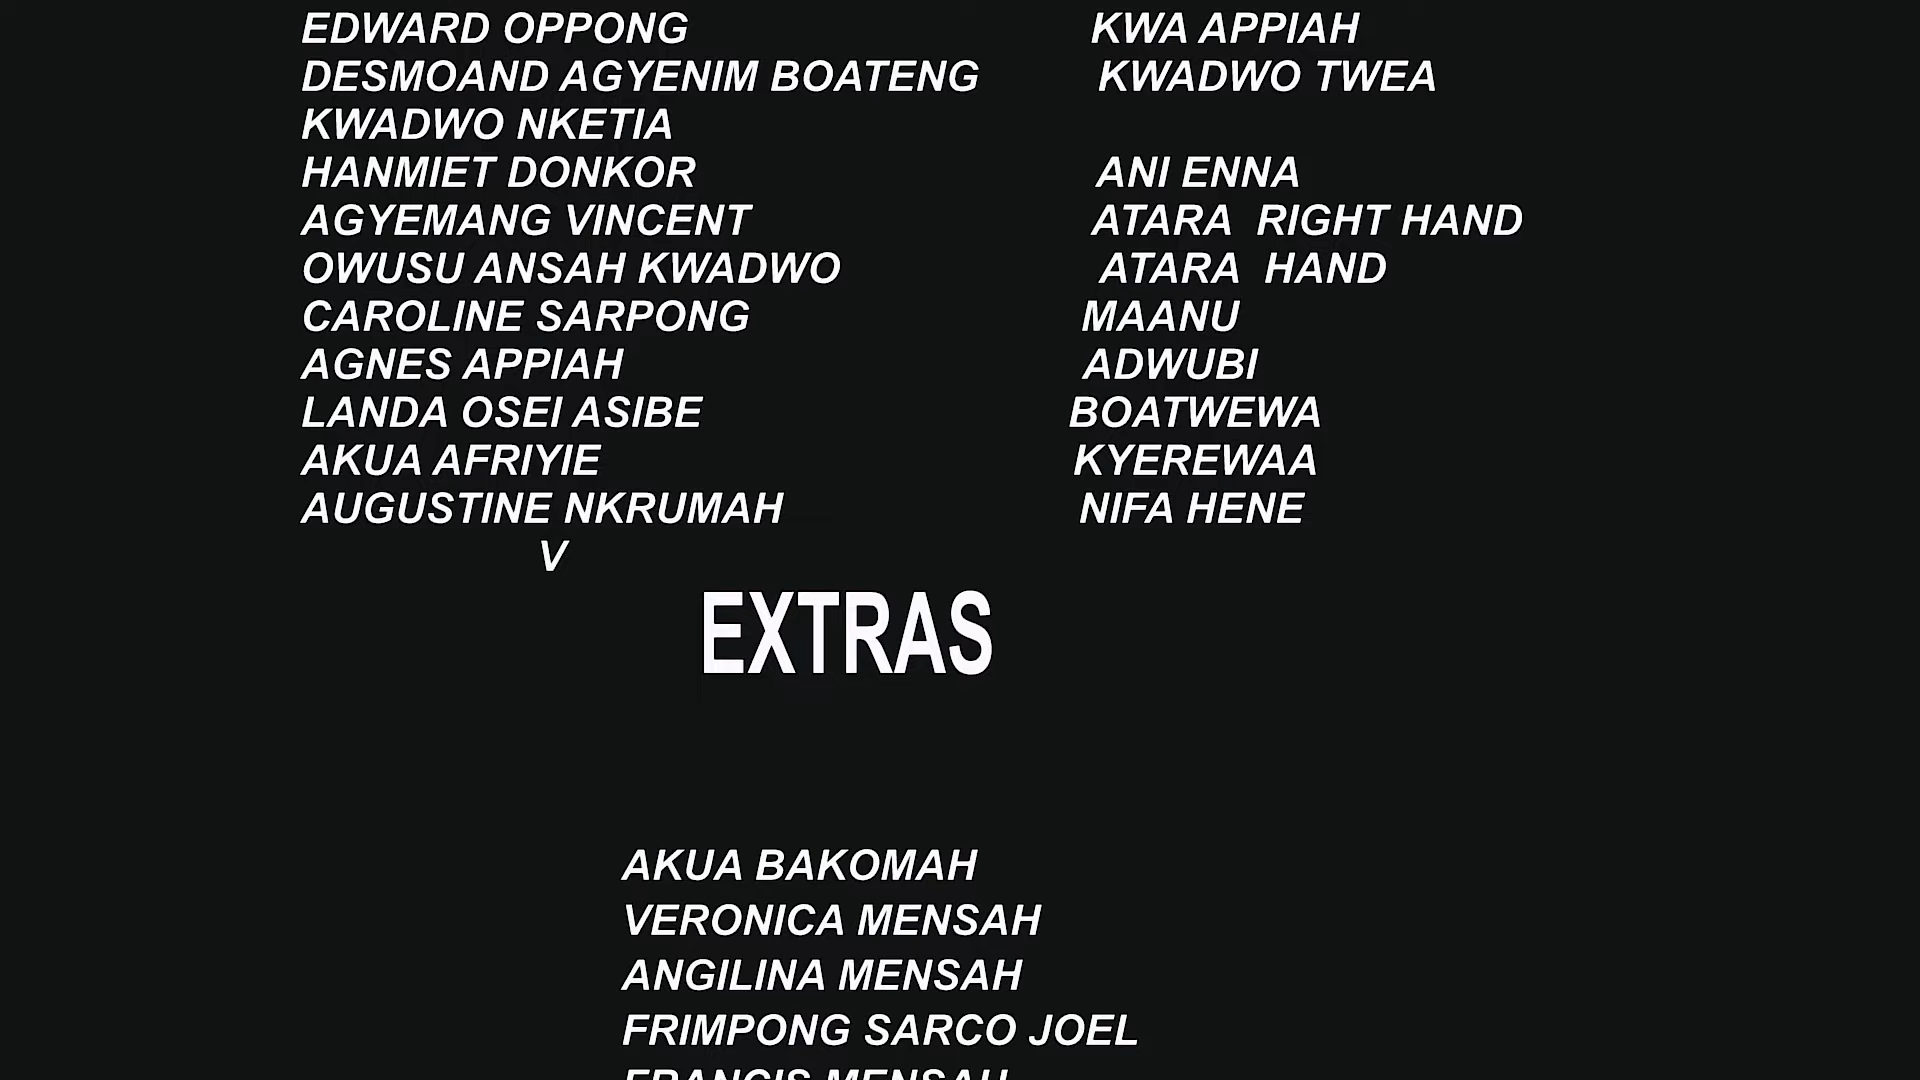 EDWARD OPPONG KWA APPIAH
DESMOAND AGYENIM BOATENG KWADWO TWEA
KWADWO NKETIA
HANMIET DONKOR ANI ENNA
AGYEMANG VINCENT ATARA RIGHT HAND
OWUSU ANSAH KWADWO ATARA HAND
CAROLINE SARPONG MAANU
AGNES APPIAH ADWUBI
LANDA OSEI ASIBE BOATWEWA
AKUA AFRIYIE KYEREWAA
AUGUSTINE NKRUMAH NIFA HENE
V
EXTRAS
AKUA BAKOMAH
VERONICA MENSAH
ANGILINA MENSAH
FRIMPONG SARCO JOEL
FRANCIS MENSAH